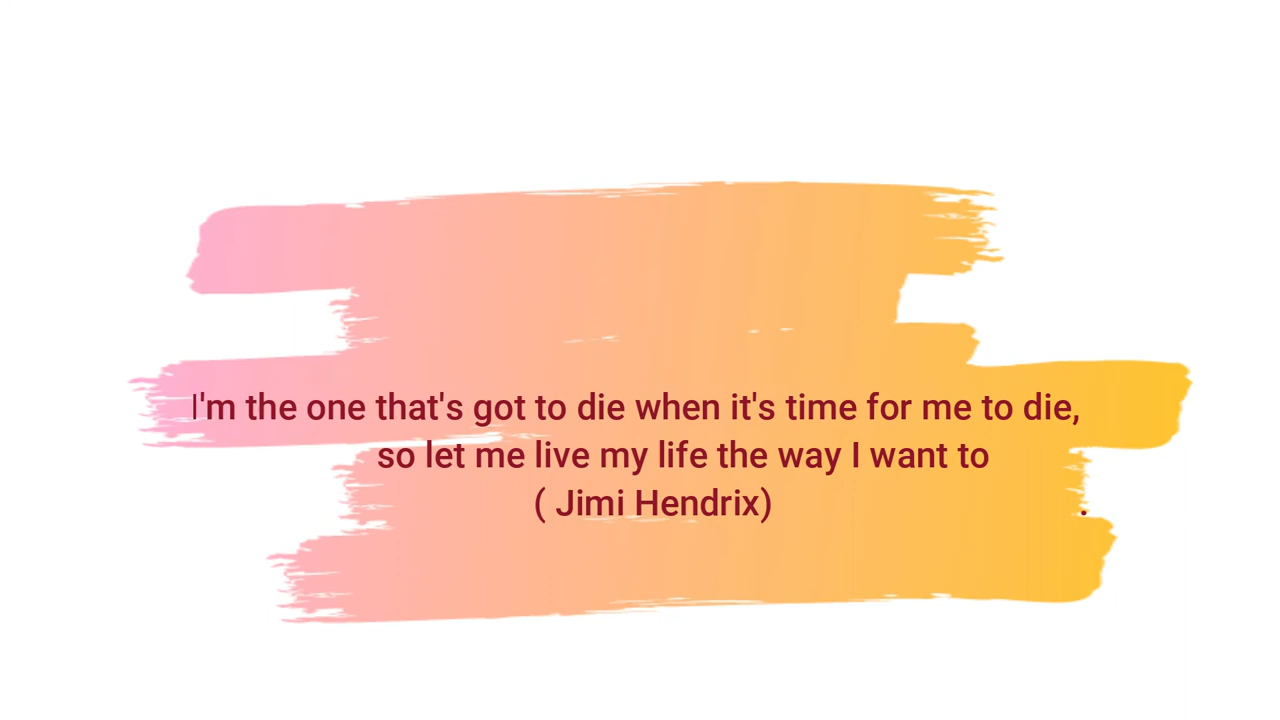 I'm the one that's got to die when it's time for me to die,
so let me live my life the way I want to
( Jimi Hendrix) .